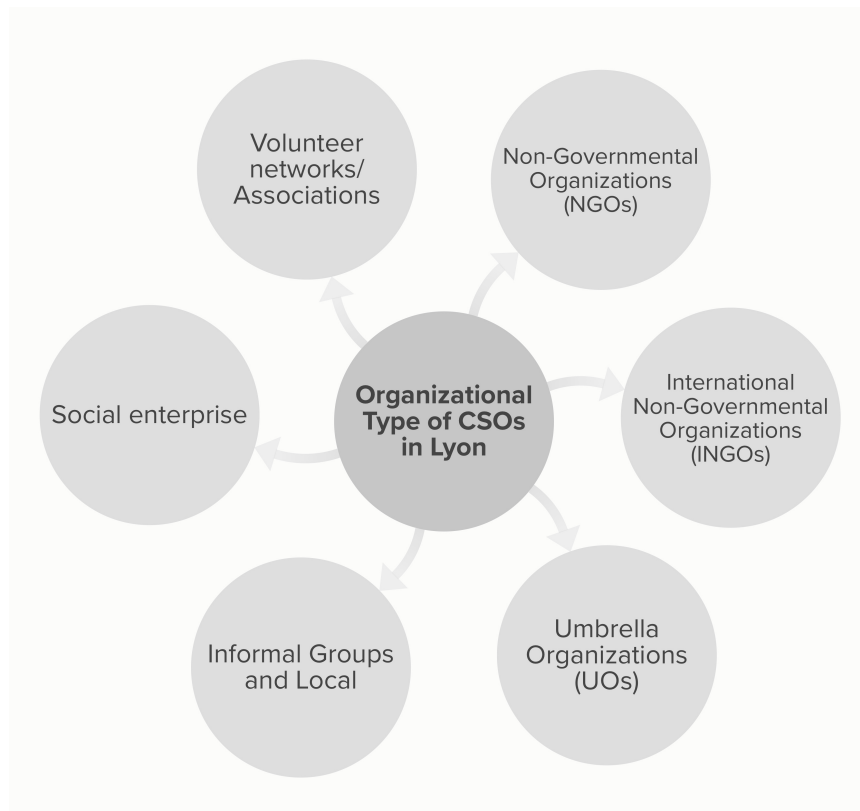 Volunteer
networks/
Associations
Non-Governmental
Organizations
(NGOs)
Social enterprise
Organizational
Type of CSOs
in Lyon
International
Non-Governmental
Organizations
(INGOs)
Informal Groups
and Local
Umbrella
Organizations
(UOs)